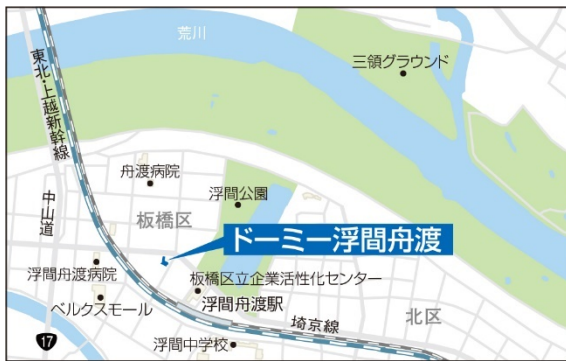 荒川
三領グラウンド
東北・上越新幹線
舟渡病院
浮間公園
中山道
板橋区
ドーミー浮間舟渡
浮間舟渡病院
板橋区立企業活性化センター
ベルクスモール
浮間舟渡駅
埼京線
北区
17
浮間中学校